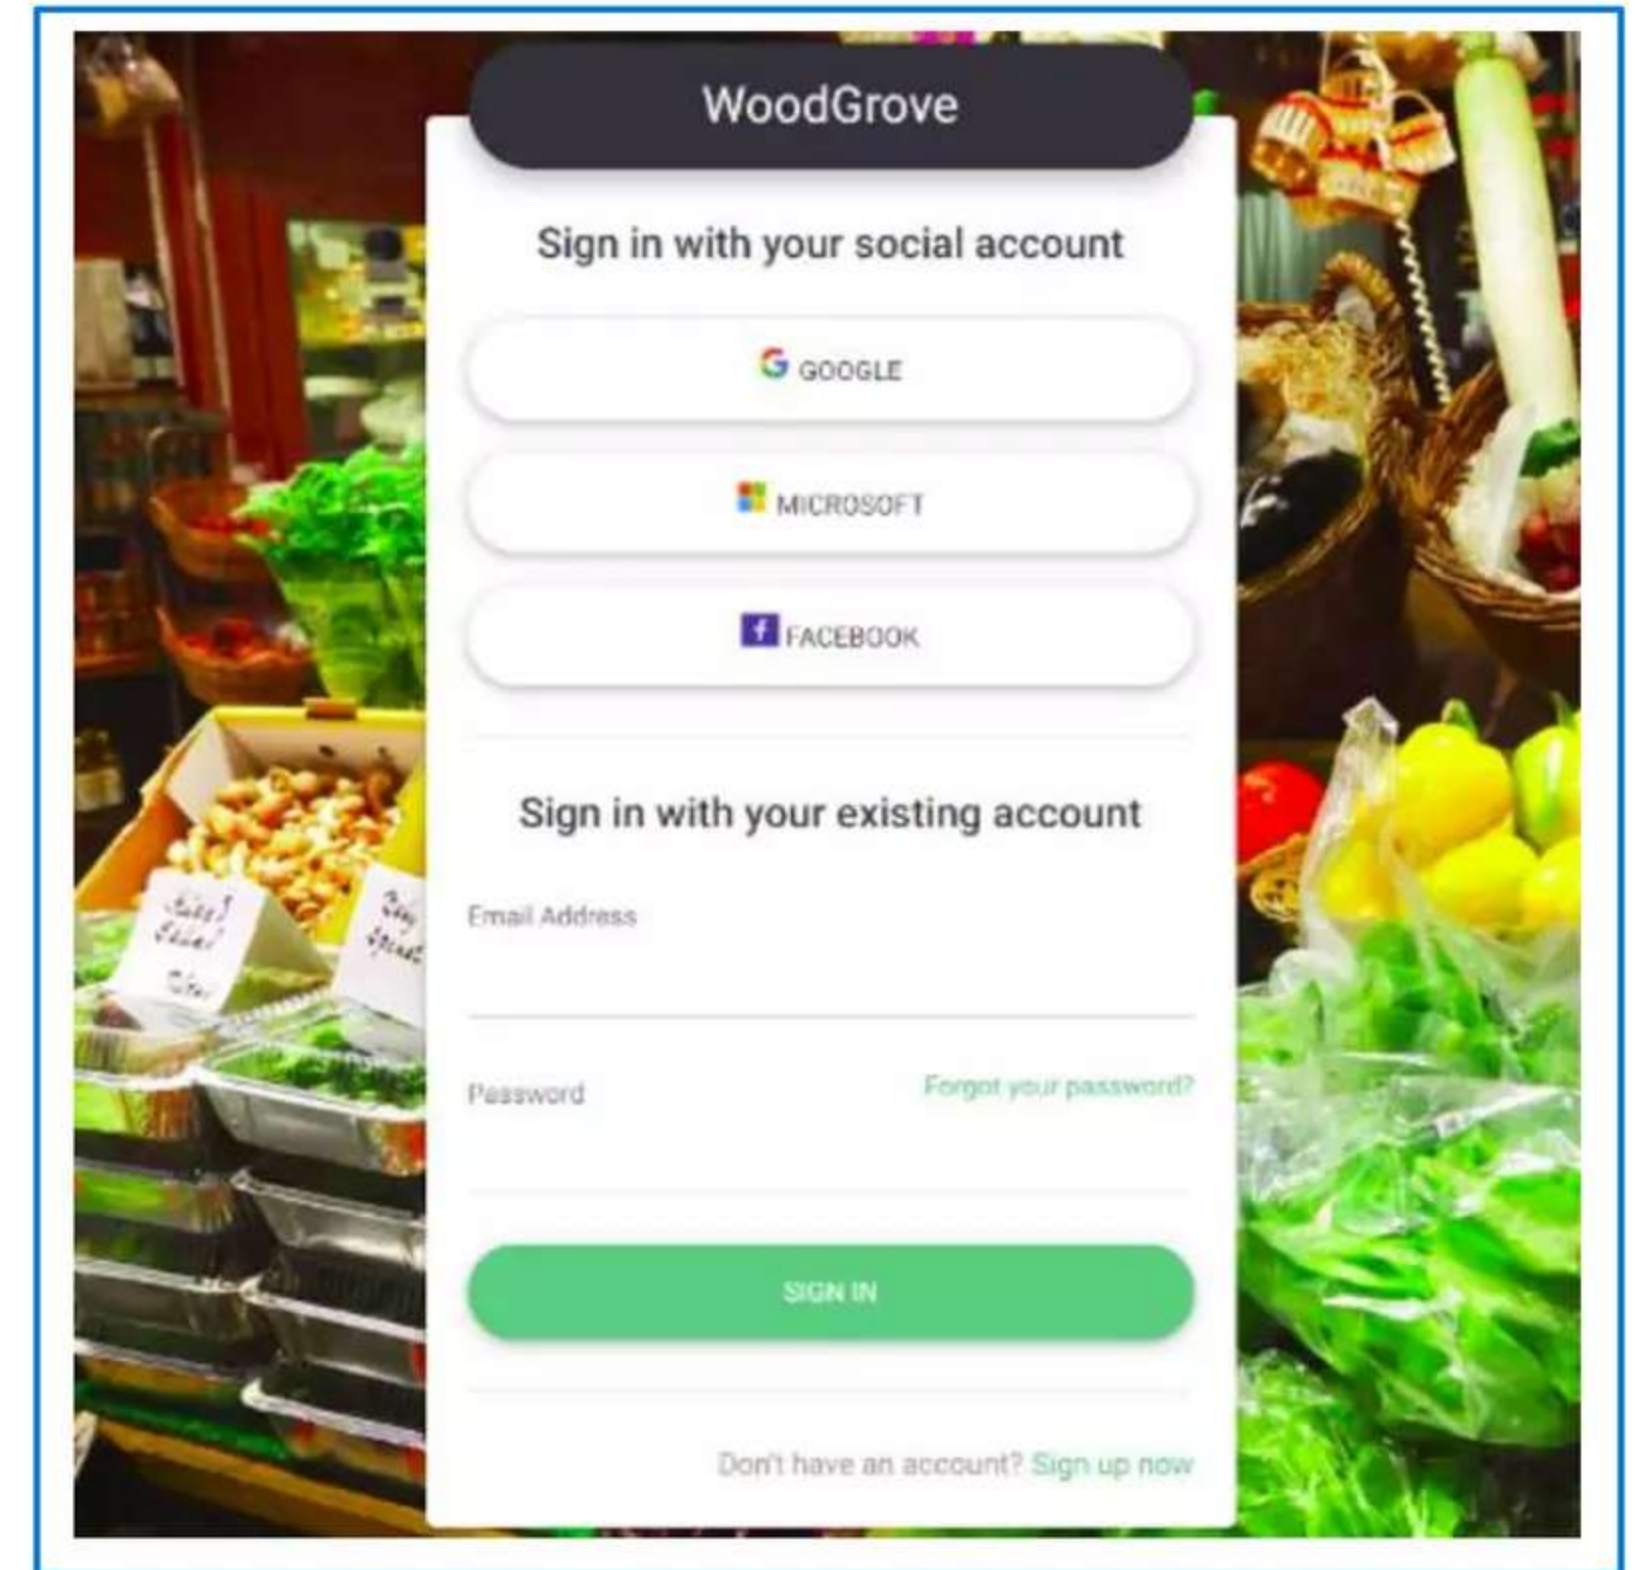 WoodGrove
Sign in with your social account
GOOGLE
MICROSOFT
FACEBOOK
Sign in with your existing account
Email Address
Password
Forgot your password?
SIGN IN
Don't have an account? Sign up now